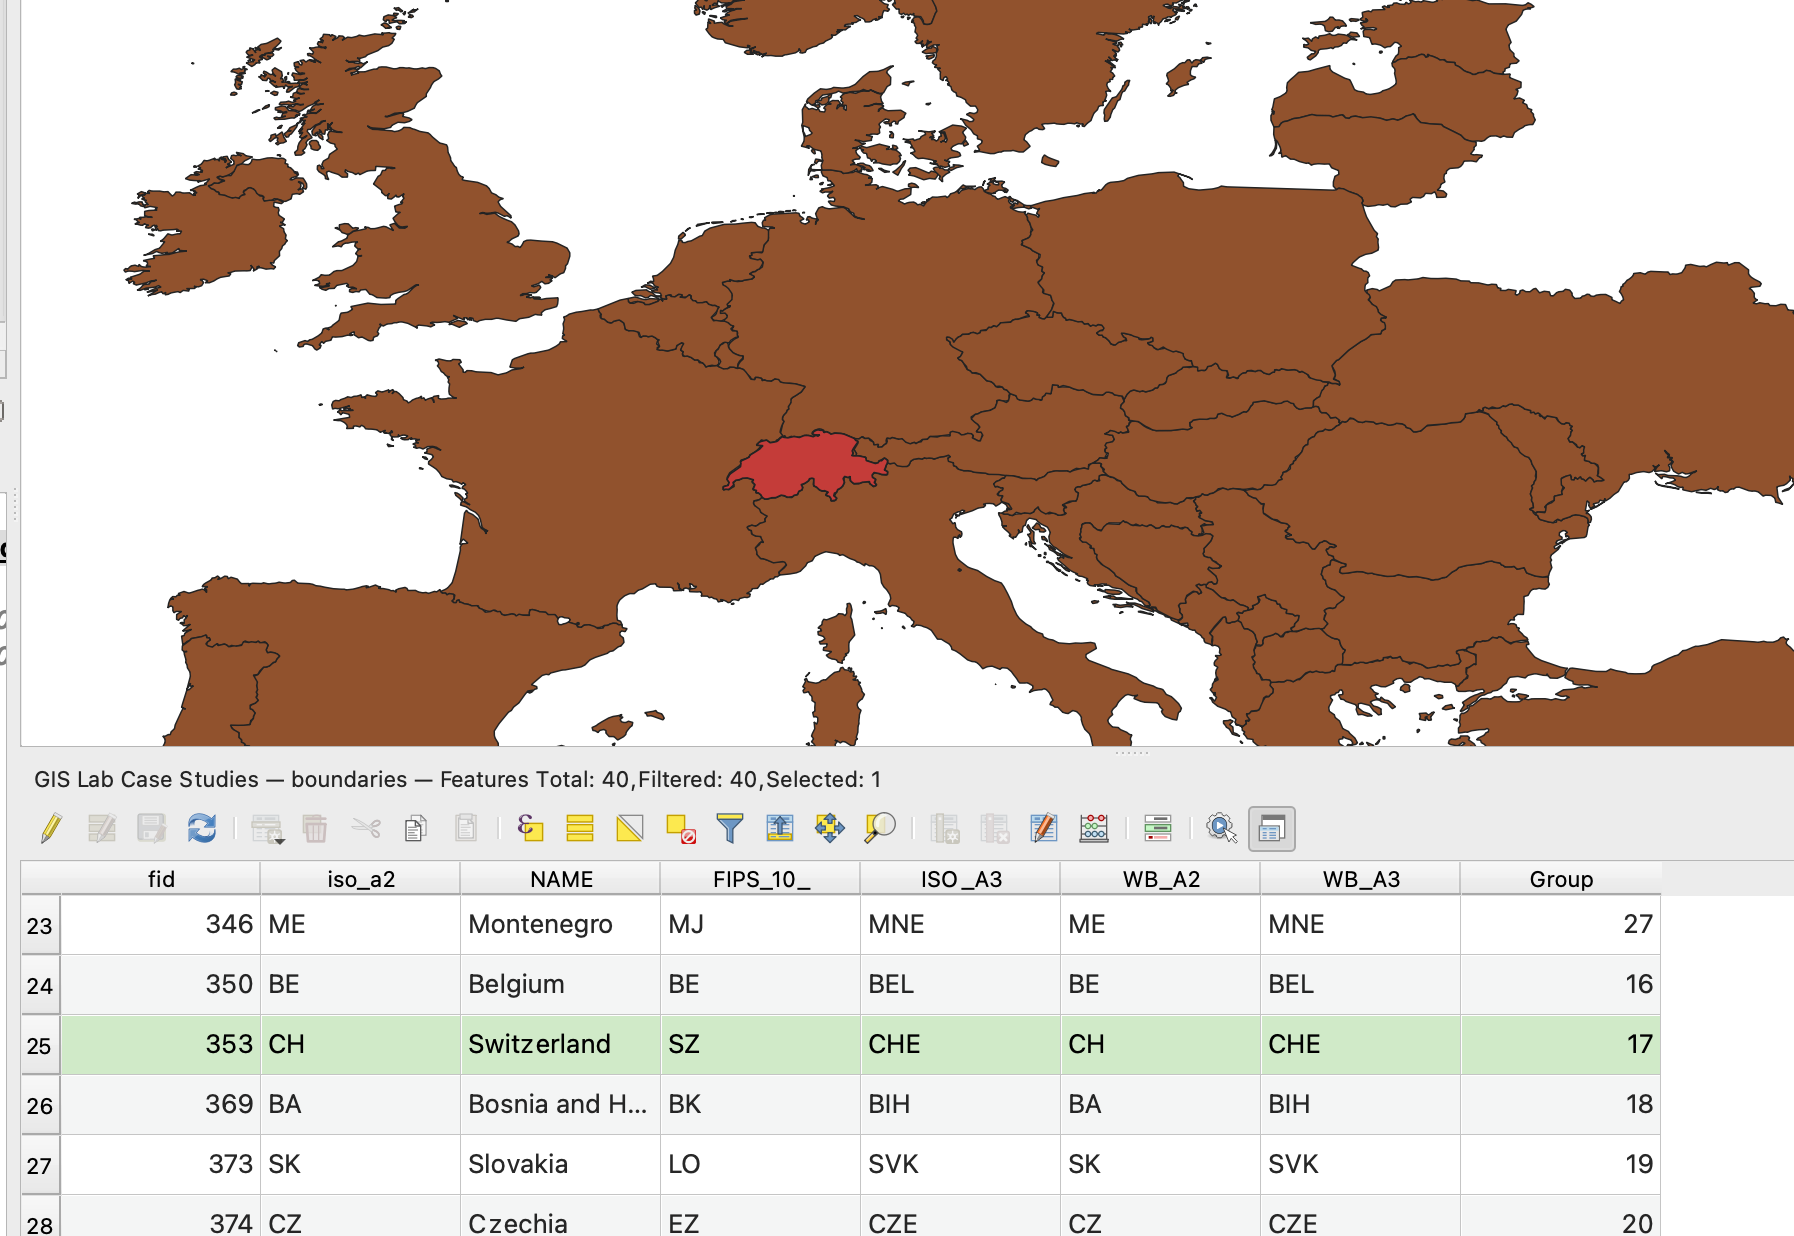 GIS Lab Case Studies — boundaries — Features Total: 40,Filtered: 40,Selected: 1
fid iso_a2 NAME FIPS_10_ ISO_A3 WB_A2 WB_A3 Group
23 346 ME Montenegro MJ MNE ME MNE 27
24 350 BE Belgium BE BEL BE BEL 16
25 353 CH Switzerland SZ CHE CH CHE 17
26 369 BA Bosnia and H... BK BIH BA BIH 18
27 373 SK Slovakia LO SVK SK SVK 19
28 374 CZ Czechia EZ CZE CZ CZE 20